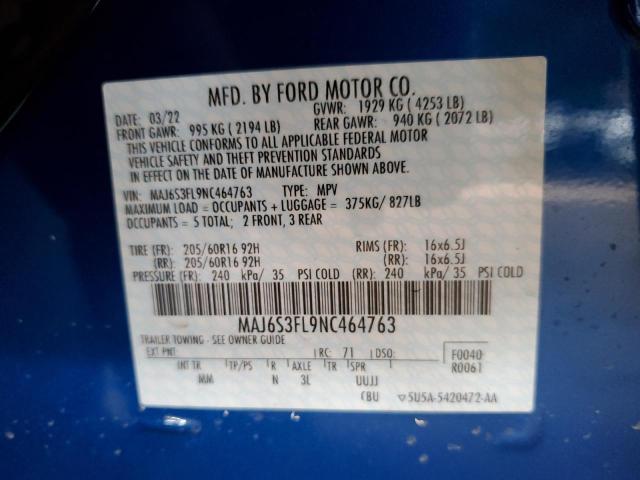 MFD. BY FORD MOTOR CO.
DATE: 03/22 GVWR: 1929 KG ( 4253 LB)
FRONT GAWR: 995 KG ( 2194 LB) REAR GAWR: 940 KG ( 2072 LB)
THIS VEHICLE CONFORMS TO ALL APPLICABLE FEDERAL MOTOR
VEHICLE SAFETY AND THEFT PREVENTION STANDARDS
IN EFFECT ON THE DATE OF MANUFACTURE SHOWN ABOVE.
VIN: MAJ6S3FL9NC464763 TYPE: MPV
MAXIMUM LOAD = OCCUPANTS + LUGGAGE = 375KG/ 827LB
OCCUPANTS = 5 TOTAL; 2 FRONT, 3 REAR
TIRE (FR): 205/60R16 92H RIMS (FR): 16x6.5J
(RR): 205/60R16 92H (RR): 16x6.5J
PRESSURE (FR): 240 kPa/ 35 PSI COLD (RR): 240 kPa/ 35 PSI COLD
MAJ6S3FL9NC464763
TRAILER TOWING - SEE OWNER GUIDE
EXT PNT: RC: 71 DSO: F0040
INT TR TP/PS R AXLE TR SPR R0061
MM N 3L UUJJ
CBU ▽5U5A-5420472-AA